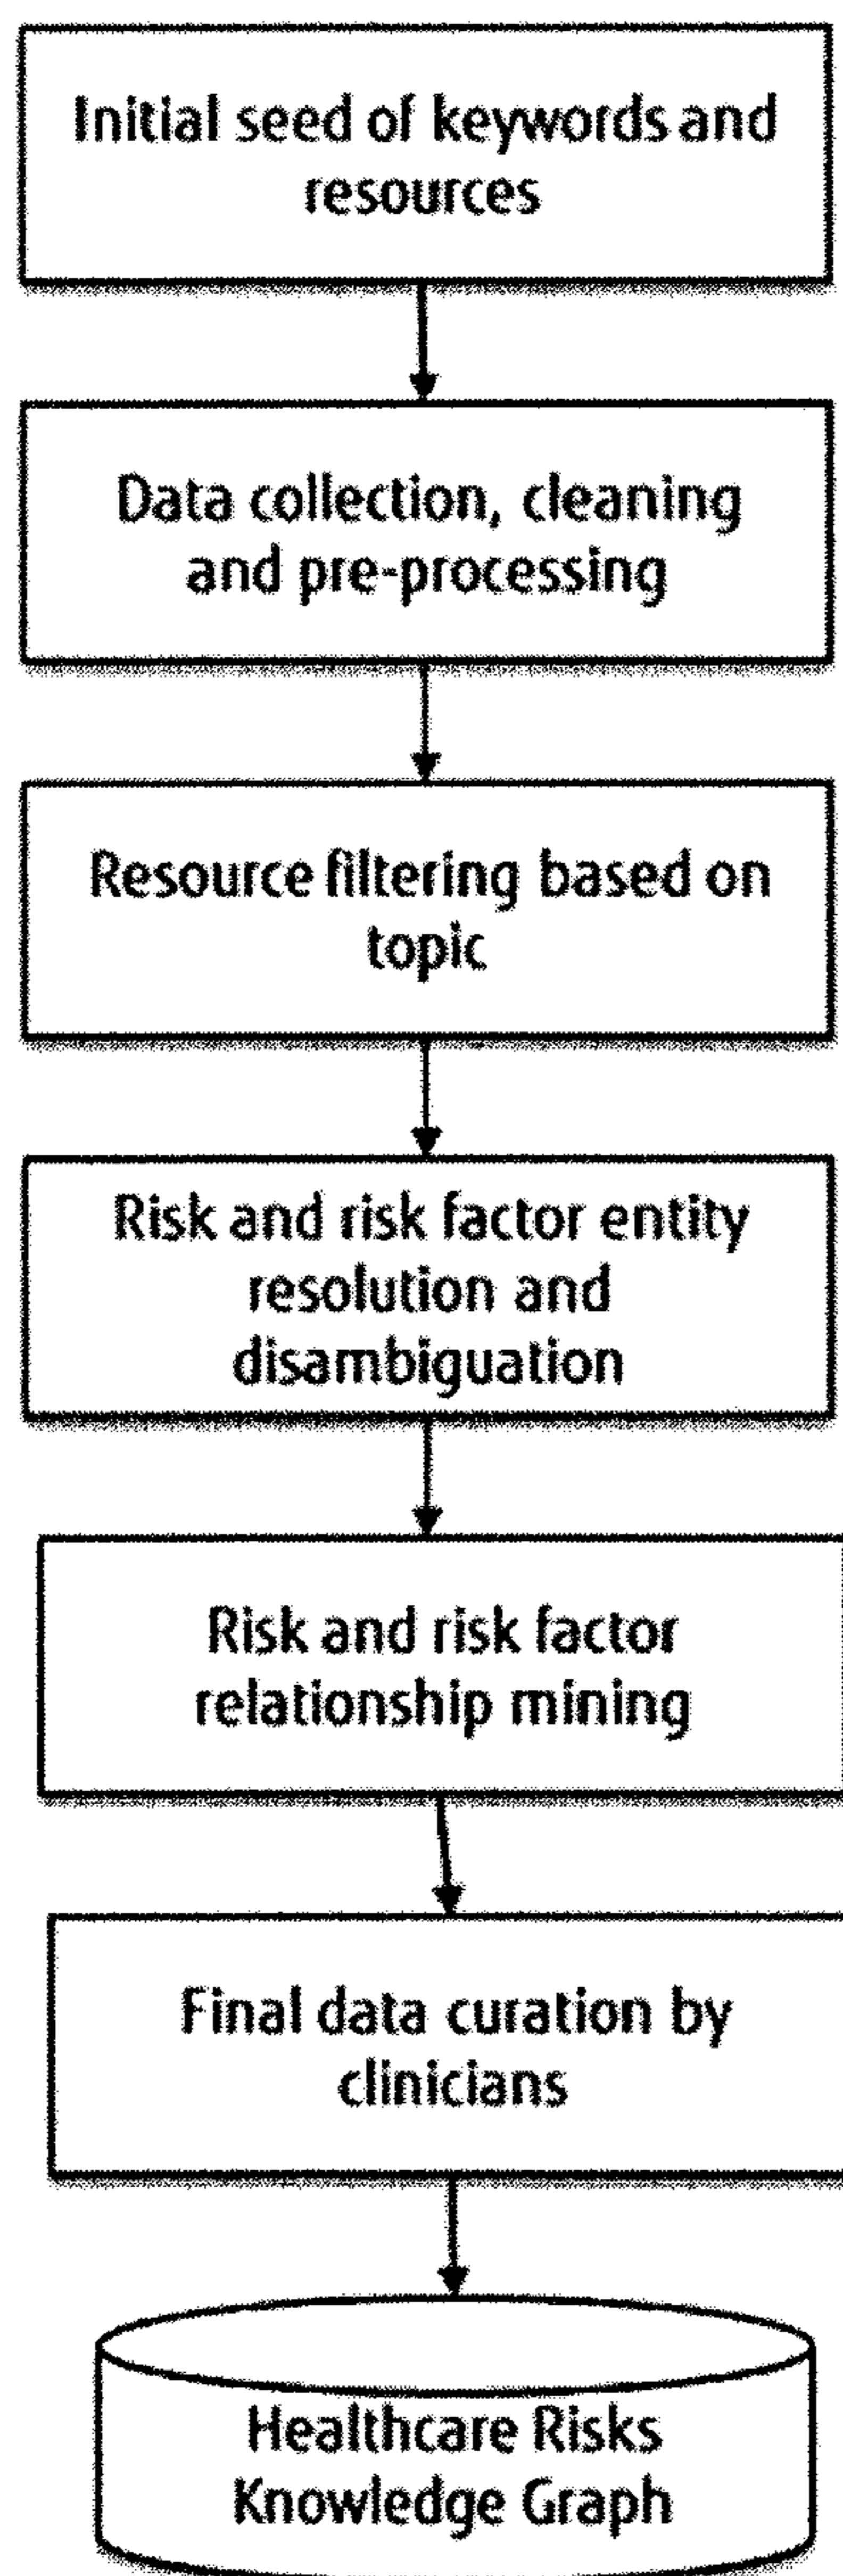 Initial seed of keywords and
resources
Data collection, cleaning
and pre-processing
Resource filtering based on
topic
Risk and risk factor entity
resolution and
disambiguation
Risk and risk factor
relationship mining
Final data curation by
clinicians
Healthcare Risks
Knowledge Graph